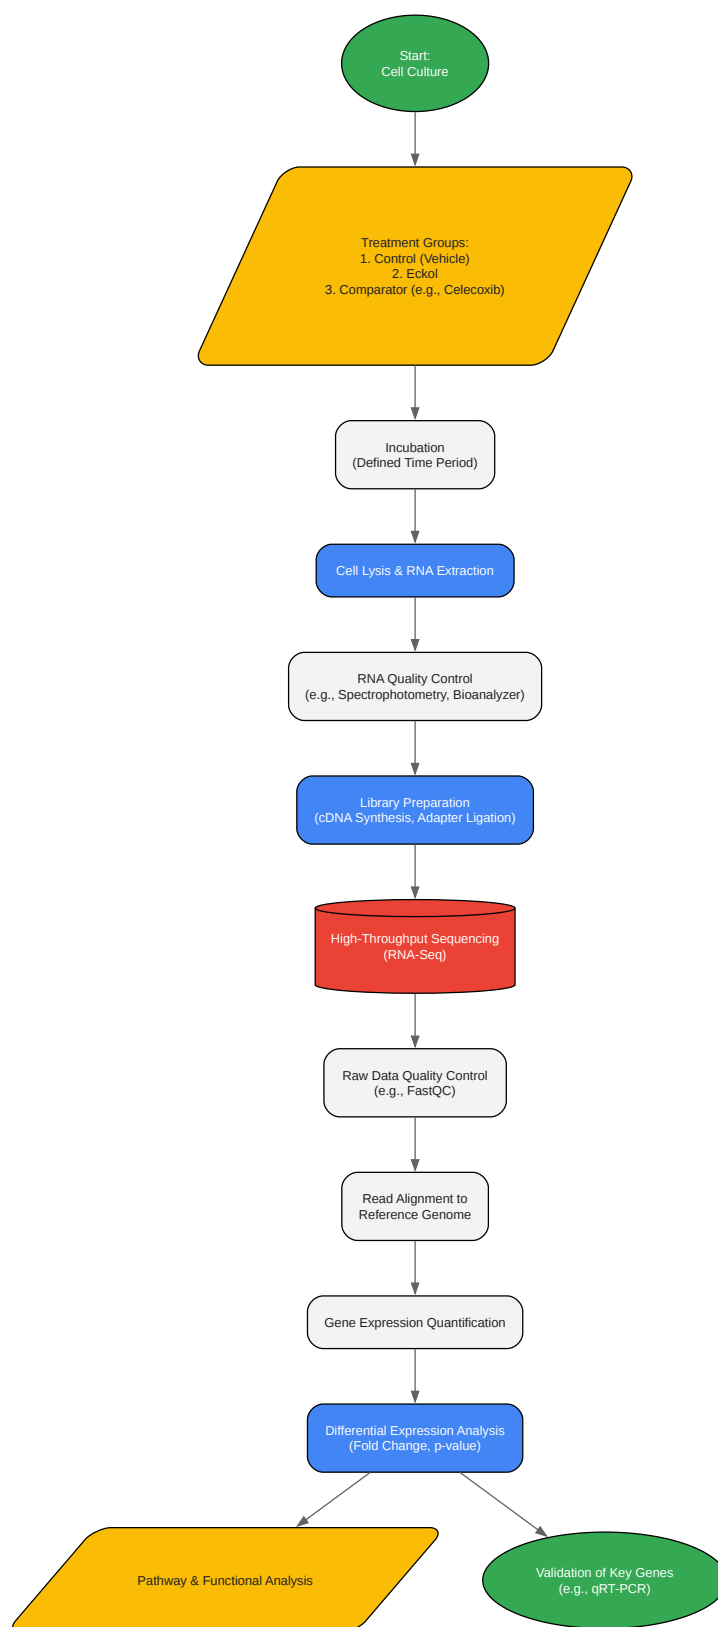 Start:
Cell Culture
Treatment Groups:
1. Control (Vehicle)
2. Eckol
3. Comparator (e.g., Celecoxib)
Incubation
(Defined Time Period)
Cell Lysis & RNA Extraction
RNA Quality Control
(e.g., Spectrophotometry, Bioanalyzer)
Library Preparation
(cDNA Synthesis, Adapter Ligation)
High-Throughput Sequencing
(RNA-Seq)
Raw Data Quality Control
(e.g., FastQC)
Read Alignment to
Reference Genome
Gene Expression Quantification
Differential Expression Analysis
(Fold Change, p-value)
Pathway & Functional Analysis
Validation of Key Genes
(e.g., qRT-PCR)